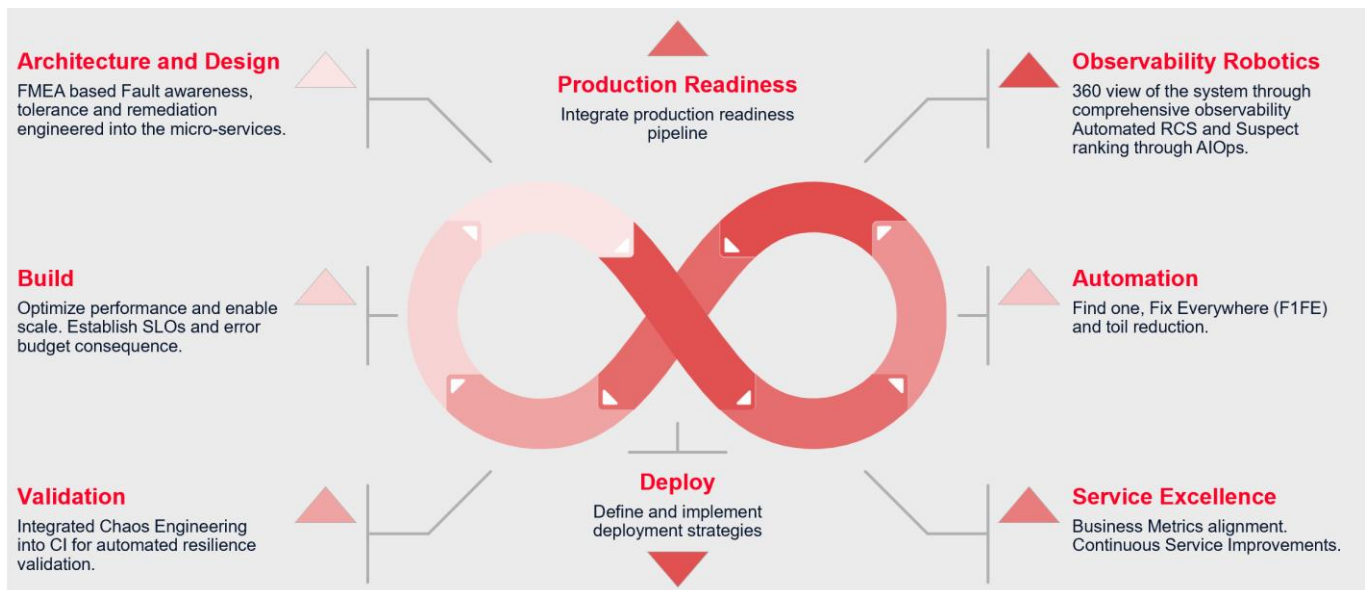 Architecture and Design
FMEA based Fault awareness,
tolerance and remediation
engineered into the micro-services.
Production Readiness
Integrate production readiness
pipeline
Observability Robotics
360 view of the system through
comprehensive observability
Automated RCS and Suspect
ranking through AIOps.
Build
Optimize performance and enable
scale. Establish SLOs and error
budget consequence.
Automation
Find one, Fix Everywhere (F1FE)
and toil reduction.
Validation
Integrated Chaos Engineering
into CI for automated resilience
validation.
Deploy
Define and implement
deployment strategies
Service Excellence
Business Metrics alignment.
Continuous Service Improvements.